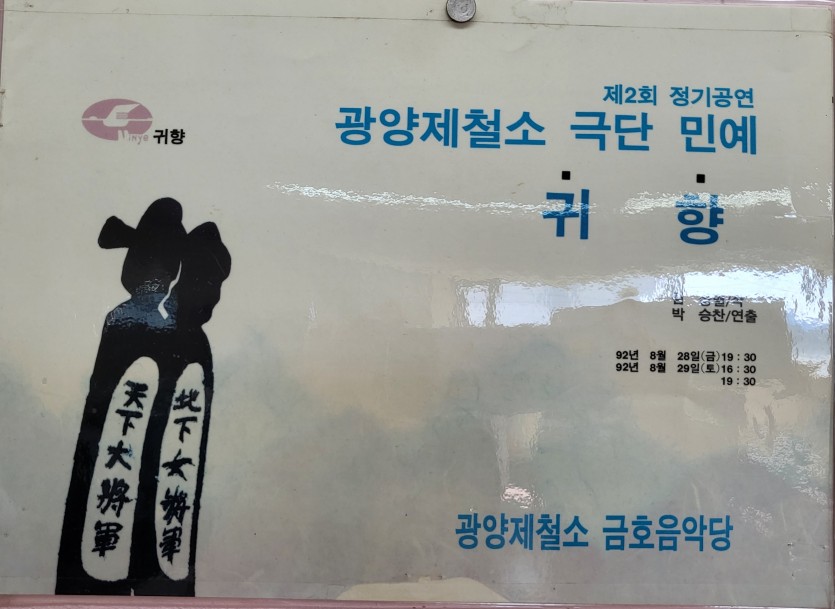 제2회 정기공연
광양제철소 극단 민예
Minye 귀향
귀 향
박 승찬/연출
92년 8월 28일(금)19:30
92년 8월 29일(토)16:30
19:30
天下大將軍
地下女將軍
광양제철소 금호음악당